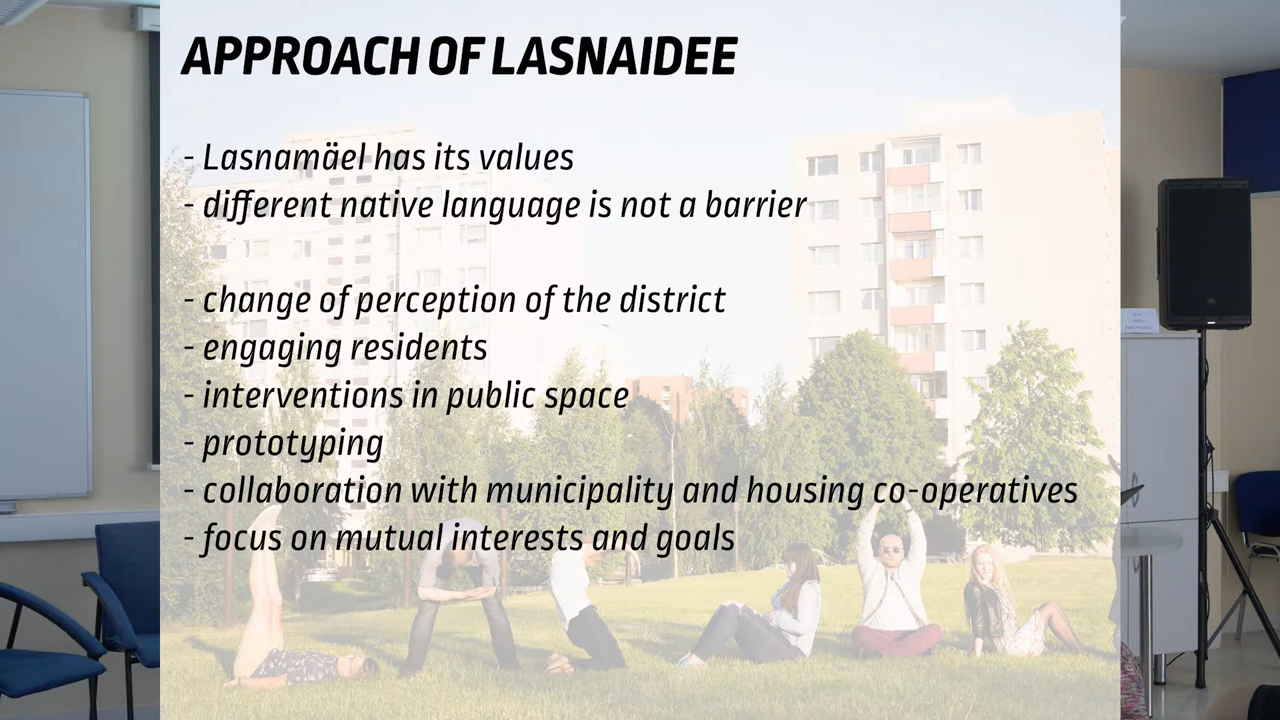 APPROACH OF LASNAIDEE
- Lasnamäel has its values
- different native language is not a barrier
- change of perception of the district
- engaging residents
- interventions in public space
- prototyping
- collaboration with municipality and housing co-operatives
- focus on mutual interests and goals